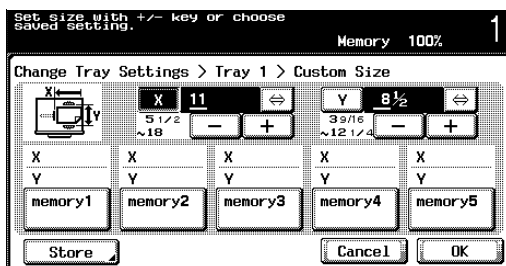 Set size with +/- key or choose
saved setting.
Memory 100% 1
Change Tray Settings > Tray 1 > Custom Size
X Y
X 11 ⇔ Y 8½ ⇔
5 1/2 ~18 - + 3 9/16 ~12 1/4 - +
X X X X X
Y Y Y Y Y
memory1 memory2 memory3 memory4 memory5
Store Cancel OK